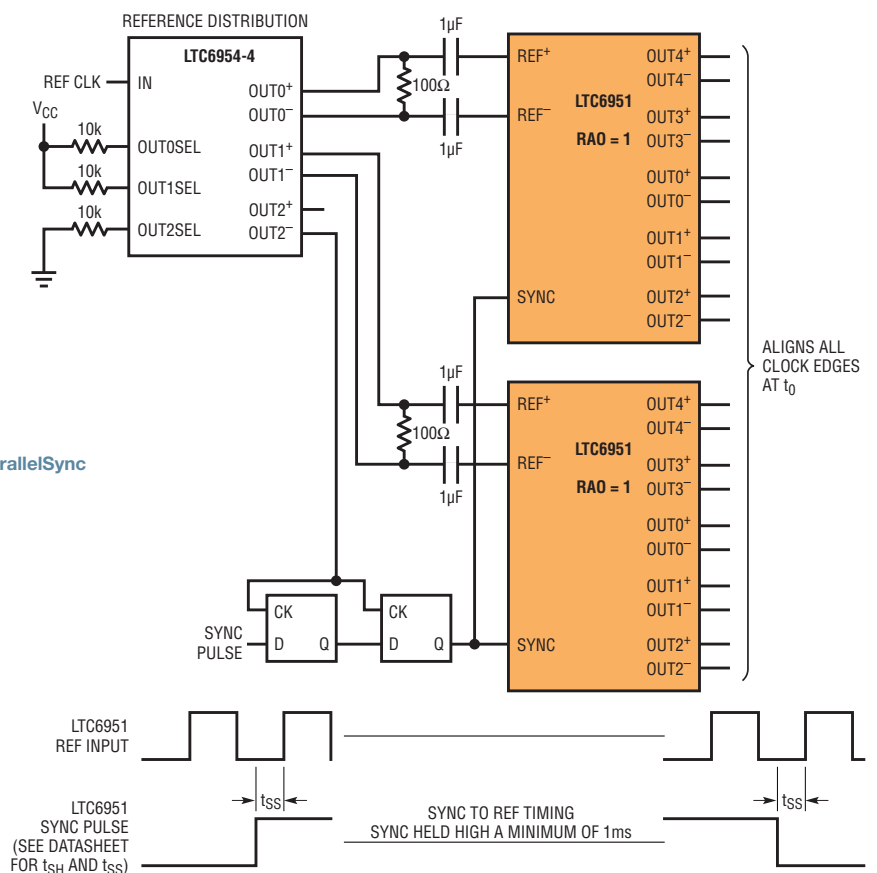 REFERENCE DISTRIBUTION
LTC6954-4
REF CLK
IN
VCC
10k
OUT0SEL
10k
OUT1SEL
10k
OUT2SEL
OUT0+
OUT0–
OUT1+
OUT1–
OUT2+
OUT2–
1µF
100Ω
1µF
REF+
REF–
LTC6951
RAO = 1
SYNC
OUT4+
OUT4–
OUT3+
OUT3–
OUT0+
OUT0–
OUT1+
OUT1–
OUT2+
OUT2–
ALIGNS ALL
CLOCK EDGES
AT t0
1µF
100Ω
1µF
REF+
REF–
LTC6951
RAO = 1
SYNC
OUT4+
OUT4–
OUT3+
OUT3–
OUT0+
OUT0–
OUT1+
OUT1–
OUT2+
OUT2–
rallelSync
SYNC
PULSE
CK
D
Q
CK
D
Q
LTC6951
REF INPUT
tSS
tSS
LTC6951
SYNC PULSE
(SEE DATASHEET
FOR tSH AND tSS)
SYNC TO REF TIMING
SYNC HELD HIGH A MINIMUM OF 1ms